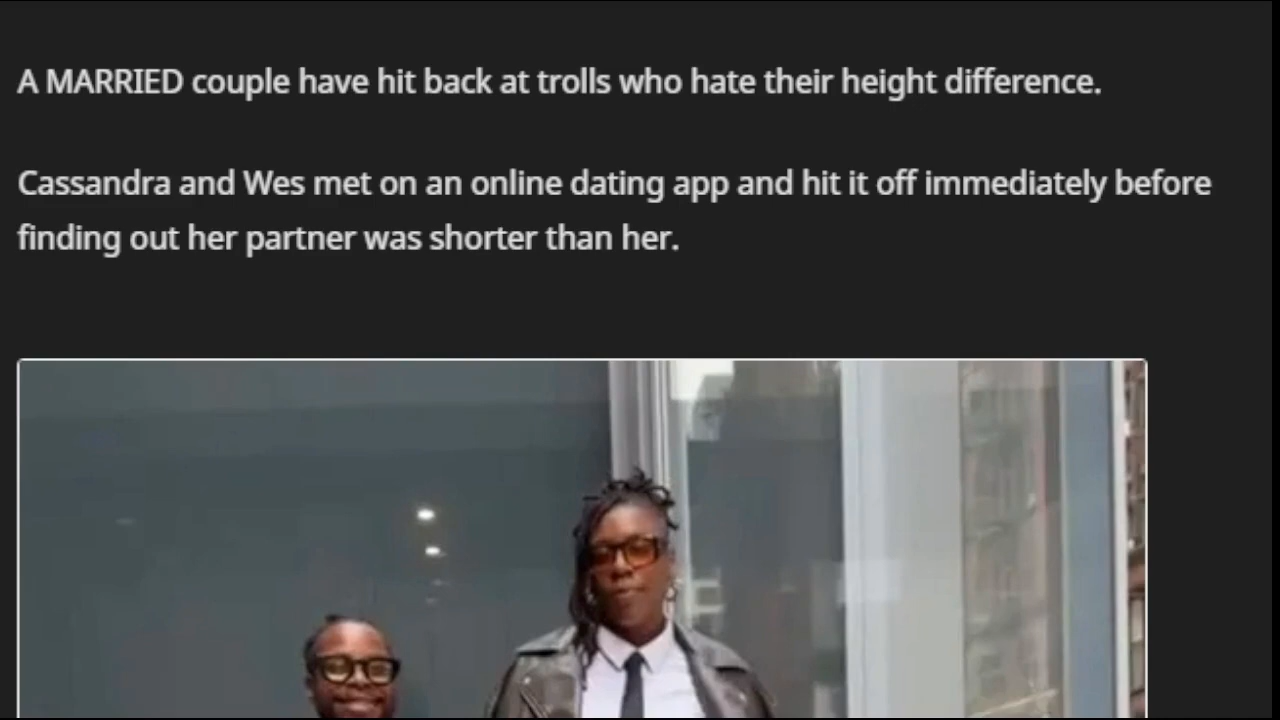 A MARRIED couple have hit back at trolls who hate their height difference.
Cassandra and Wes met on an online dating app and hit it off immediately before
finding out her partner was shorter than her.